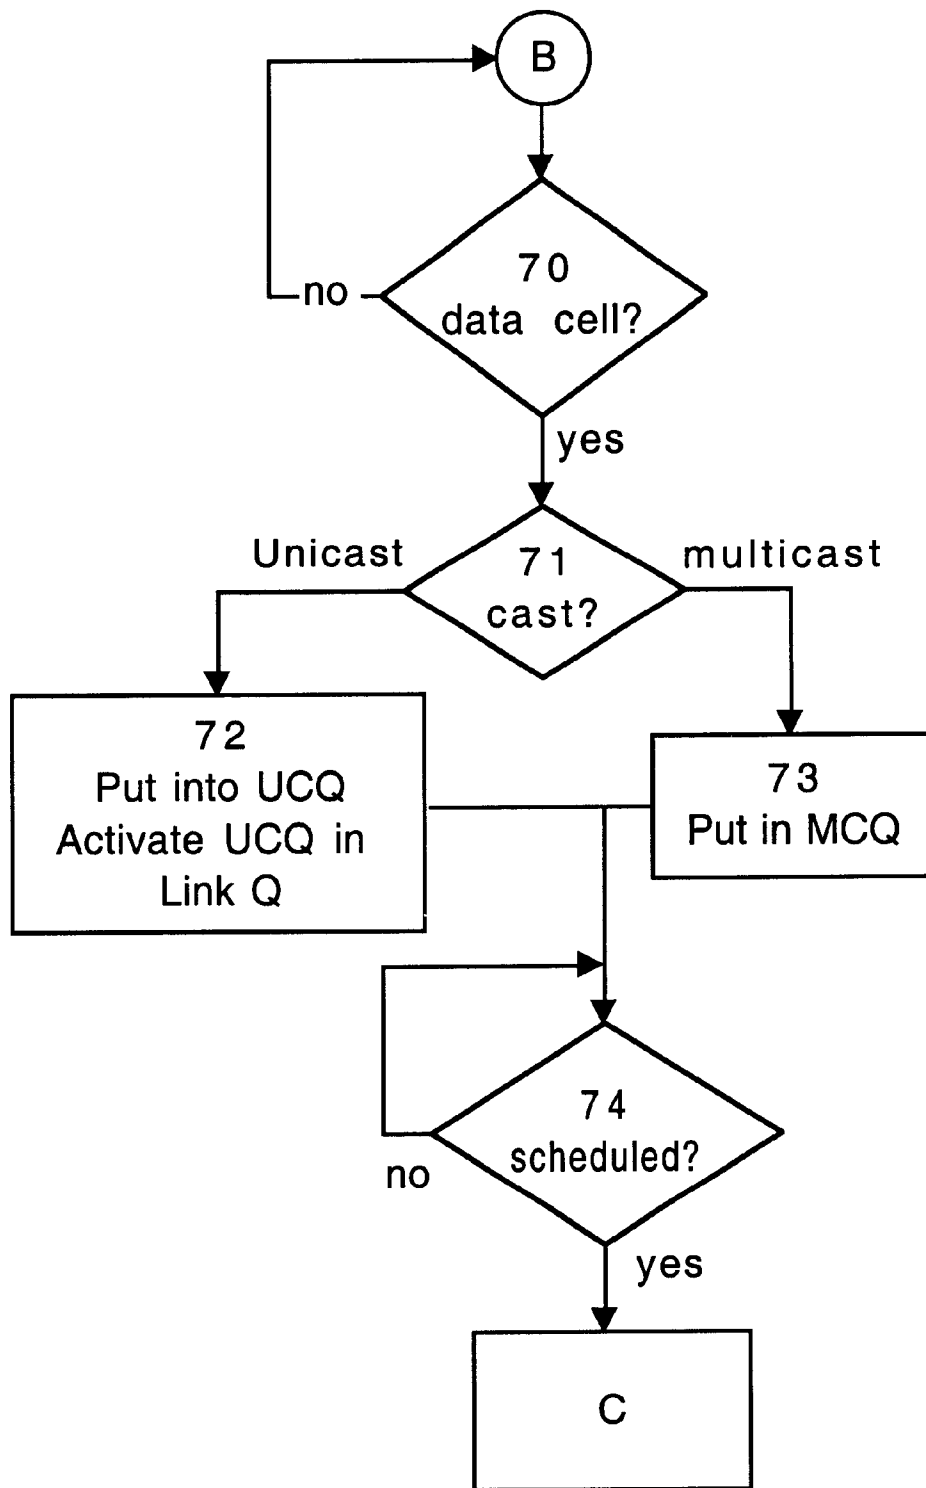 B
70
data cell?
no
yes
71
cast?
Unicast
multicast
72
Put into UCQ
Activate UCQ in
Link Q
73
Put in MCQ
74
scheduled?
no
yes
C